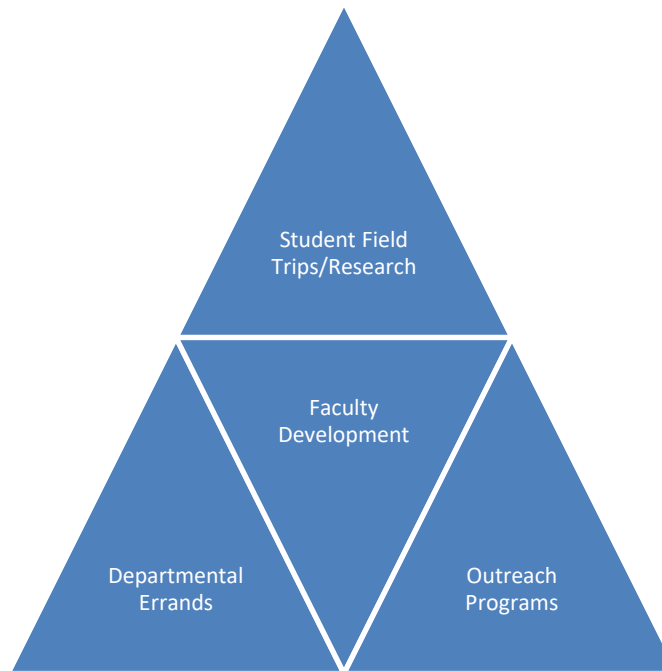 Student Field
Trips/Research
Faculty
Development
Departmental
Errands
Outreach
Programs